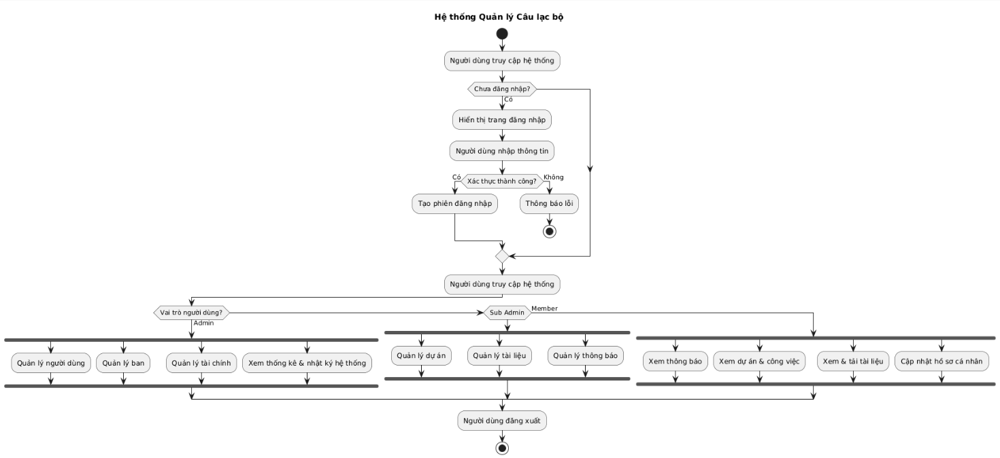 Hệ thống Quản lý Câu lạc bộ
Người dùng truy cập hệ thống
Chưa đăng nhập?
Có
Hiển thị trang đăng nhập
Người dùng nhập thông tin
Có
Xác thực thành công?
Không
Tạo phiên đăng nhập
Thông báo lỗi
Người dùng truy cập hệ thống
Vai trò người dùng?
Sub Admin
Member
Admin
Quản lý người dùng
Quản lý ban
Quản lý tài chính
Xem thống kê & nhật ký hệ thống
Quản lý dự án
Quản lý tài liệu
Quản lý thông báo
Xem thông báo
Xem dự án & công việc
Xem & tải tài liệu
Cập nhật hồ sơ cá nhân
Người dùng đăng xuất